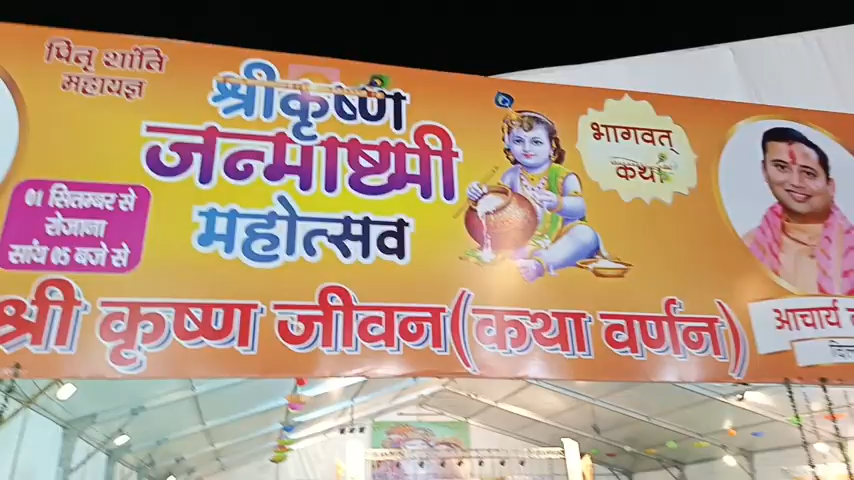 पितृ शांति
महायज्ञ
श्रीकृष्ण
जन्माष्टमी
महोत्सव
01 सितम्बर से
रोजाना
सांय 05 बजे से
भागवत्
कथा
श्री कृष्ण जीवन (कथा वर्णन)
आचार्य